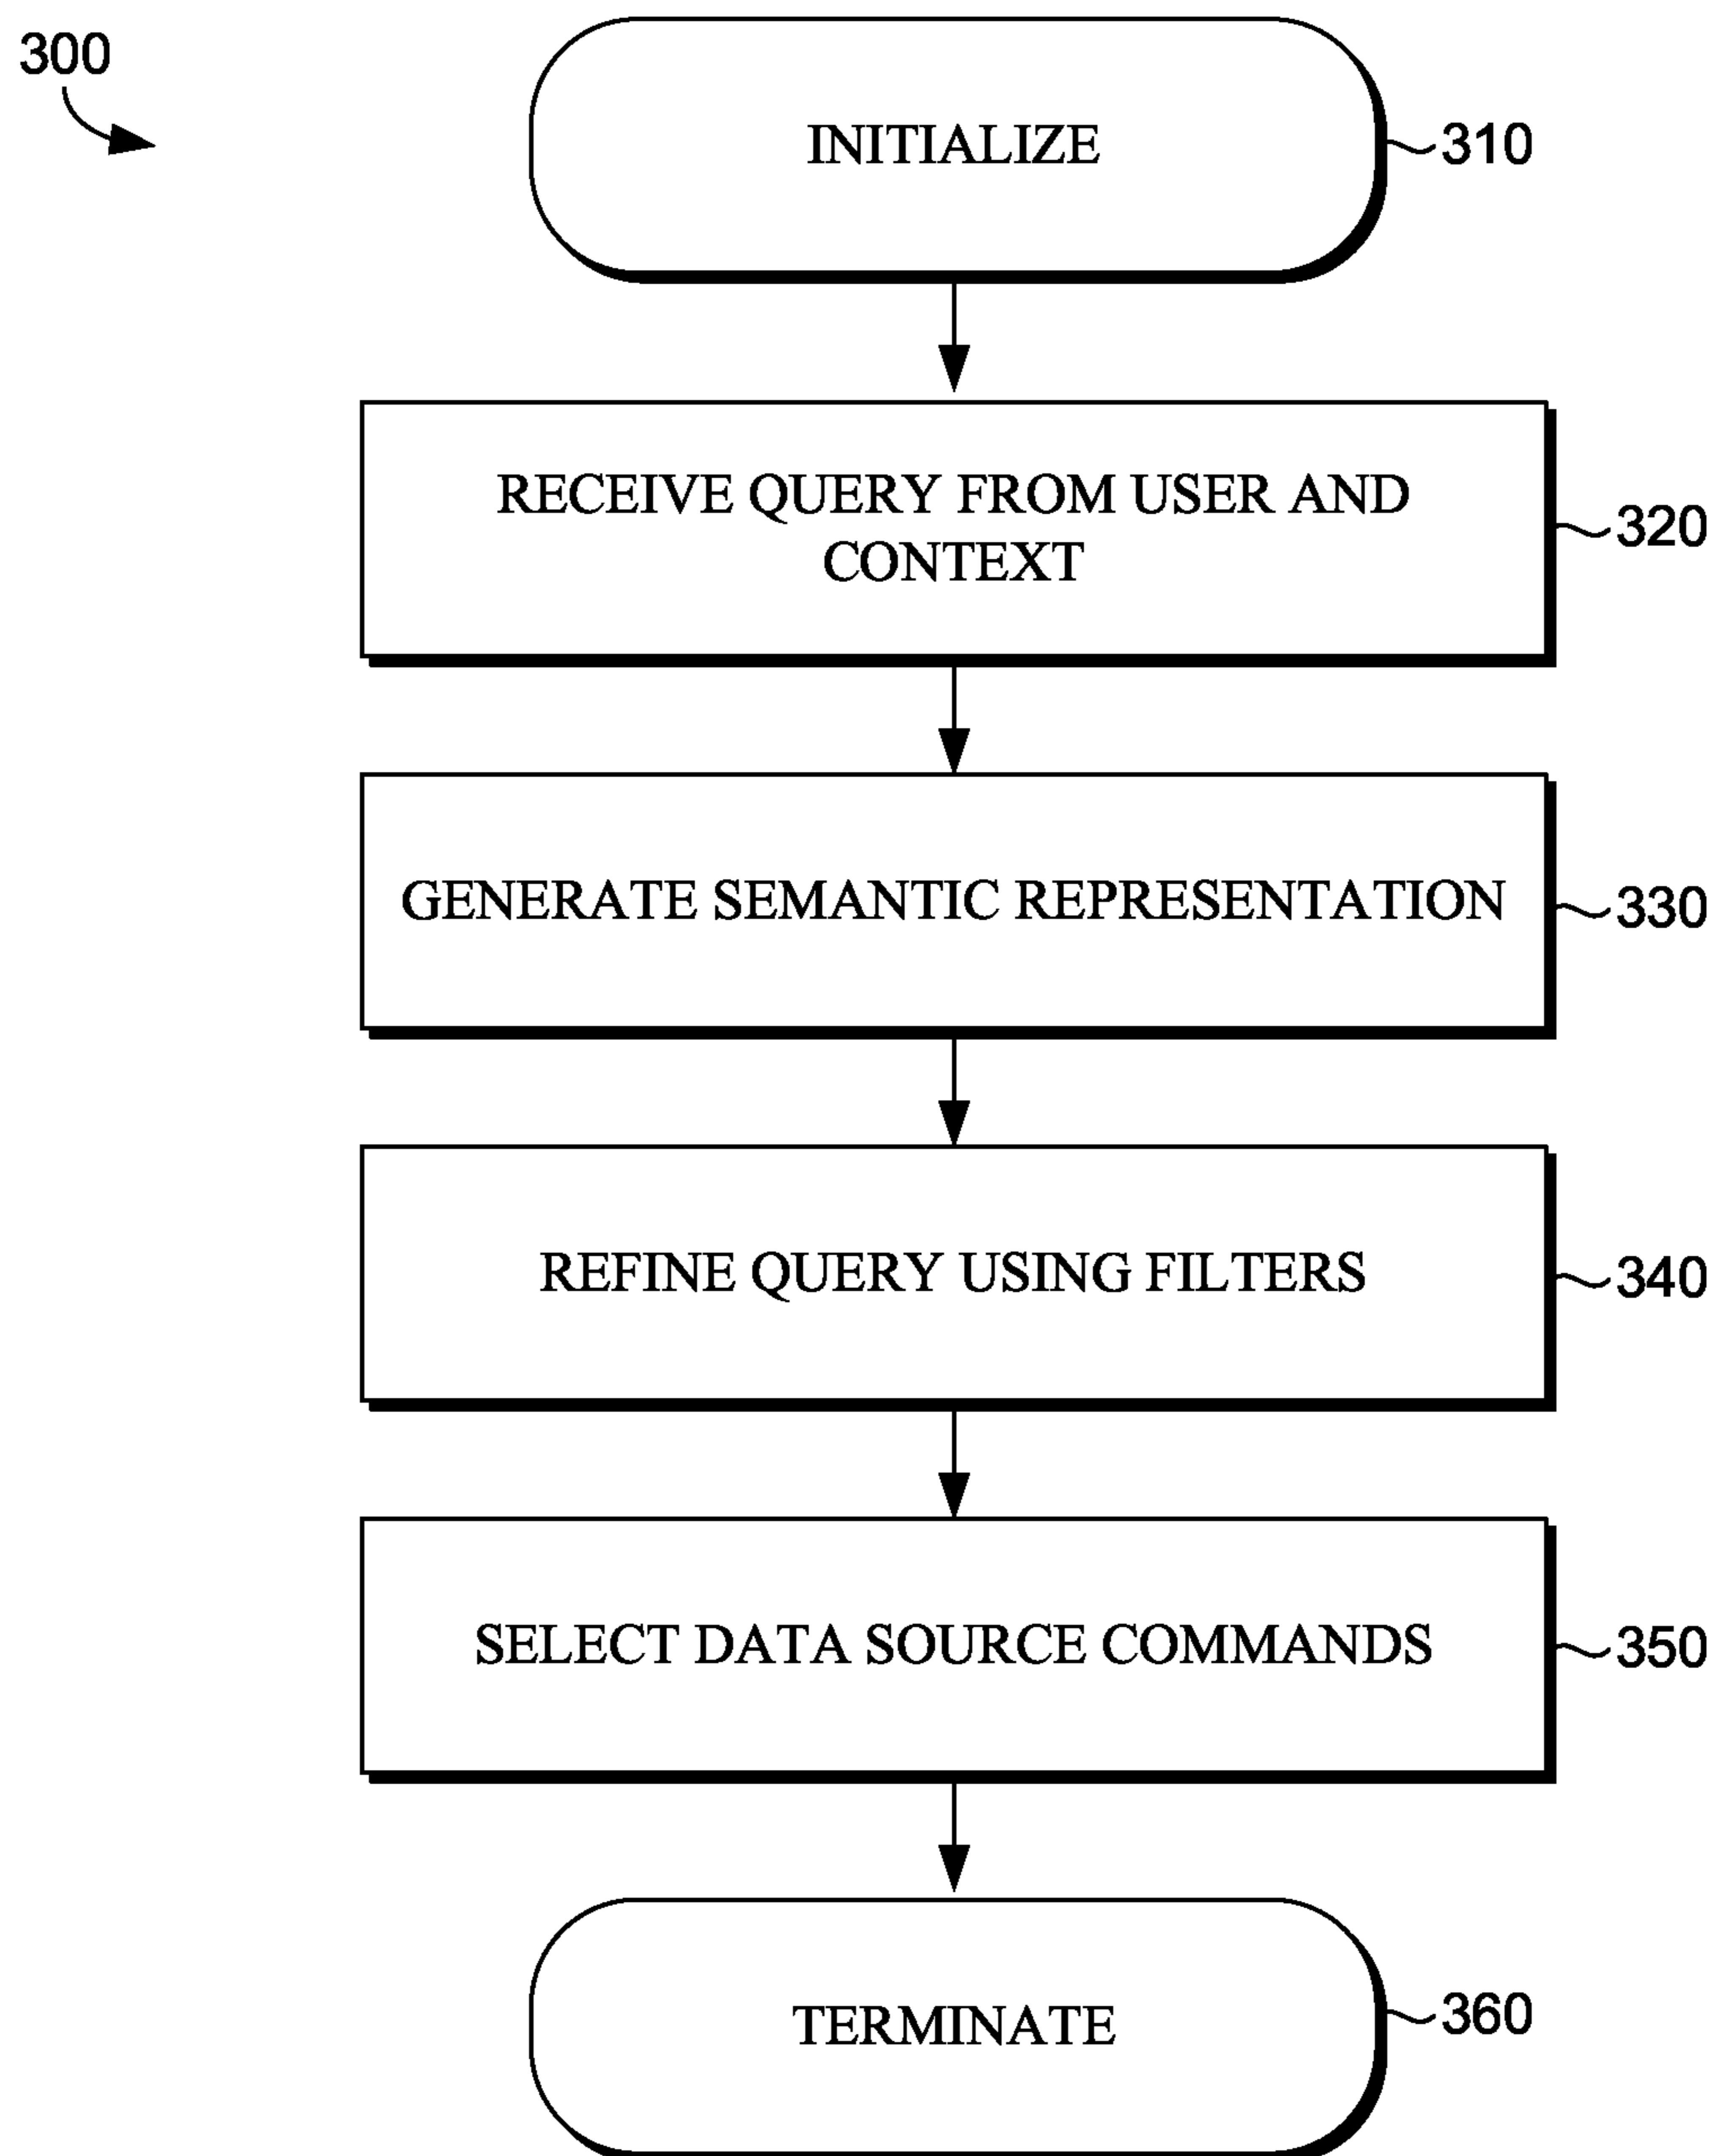 300
INITIALIZE
310
RECEIVE QUERY FROM USER AND
CONTEXT
320
GENERATE SEMANTIC REPRESENTATION
330
REFINE QUERY USING FILTERS
340
SELECT DATA SOURCE COMMANDS
350
TERMINATE
360